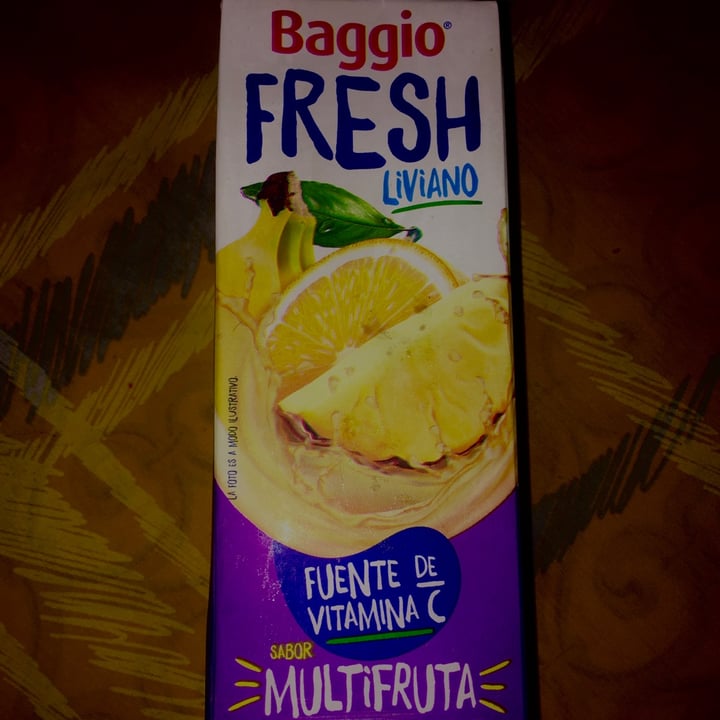 Baggio®
FRESH
LiViANO
LA FOTO ES A MODO ILUSTRATIVO.
FUENTE DE
VITAMINA C
SABOR
MULTiFRUTA